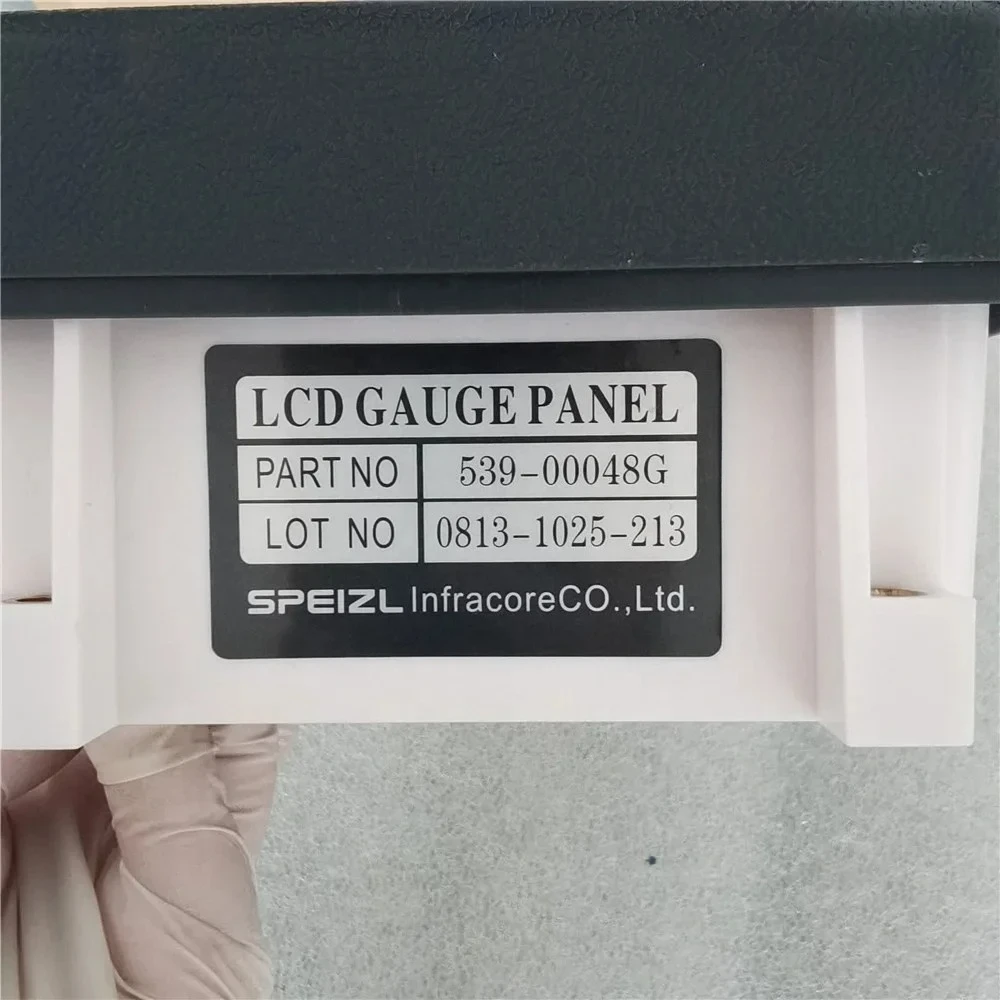 LCD GAUGE PANEL
PART NO 539-00048G
LOT NO 0813-1025-213
SPEIZL InfracoreCO.,Ltd.